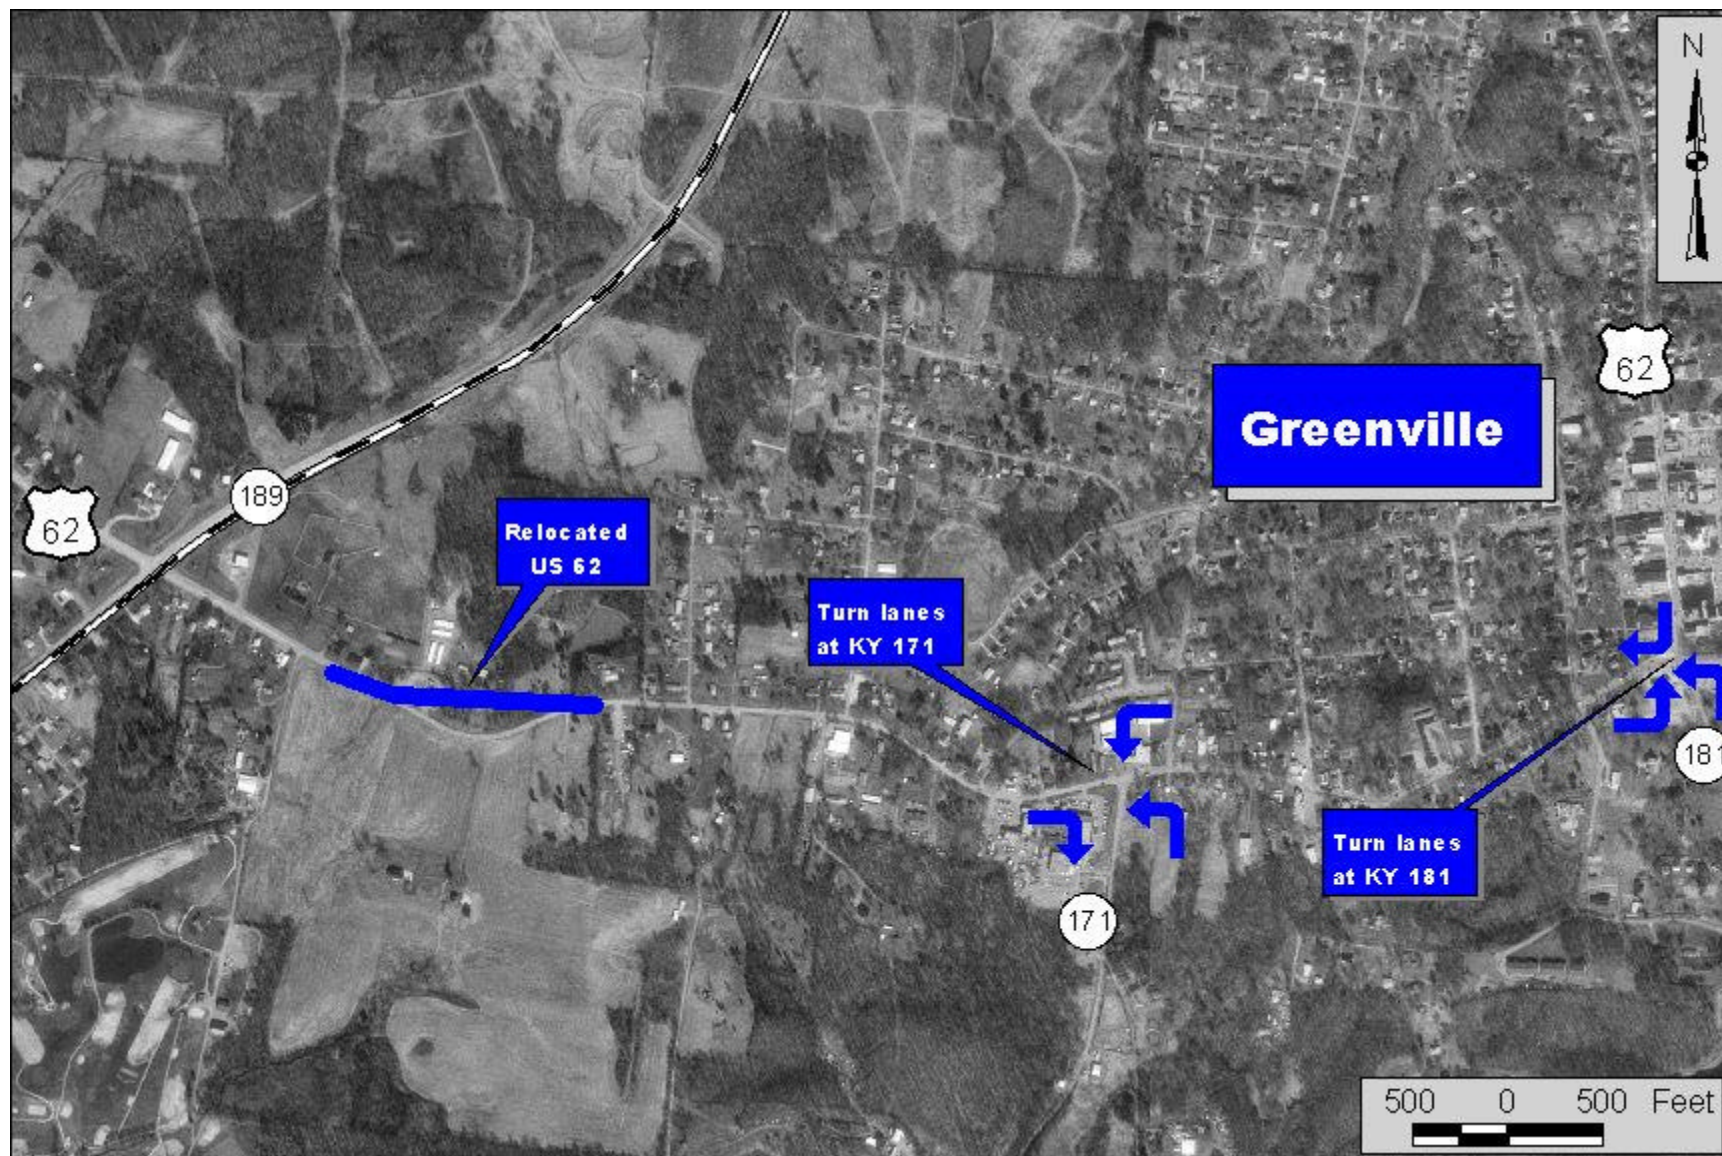 N
62
Greenville
189
62
Relocated
US 62
Turn lanes
at KY 171
181
Turn lanes
at KY 181
171
500 0 500 Feet